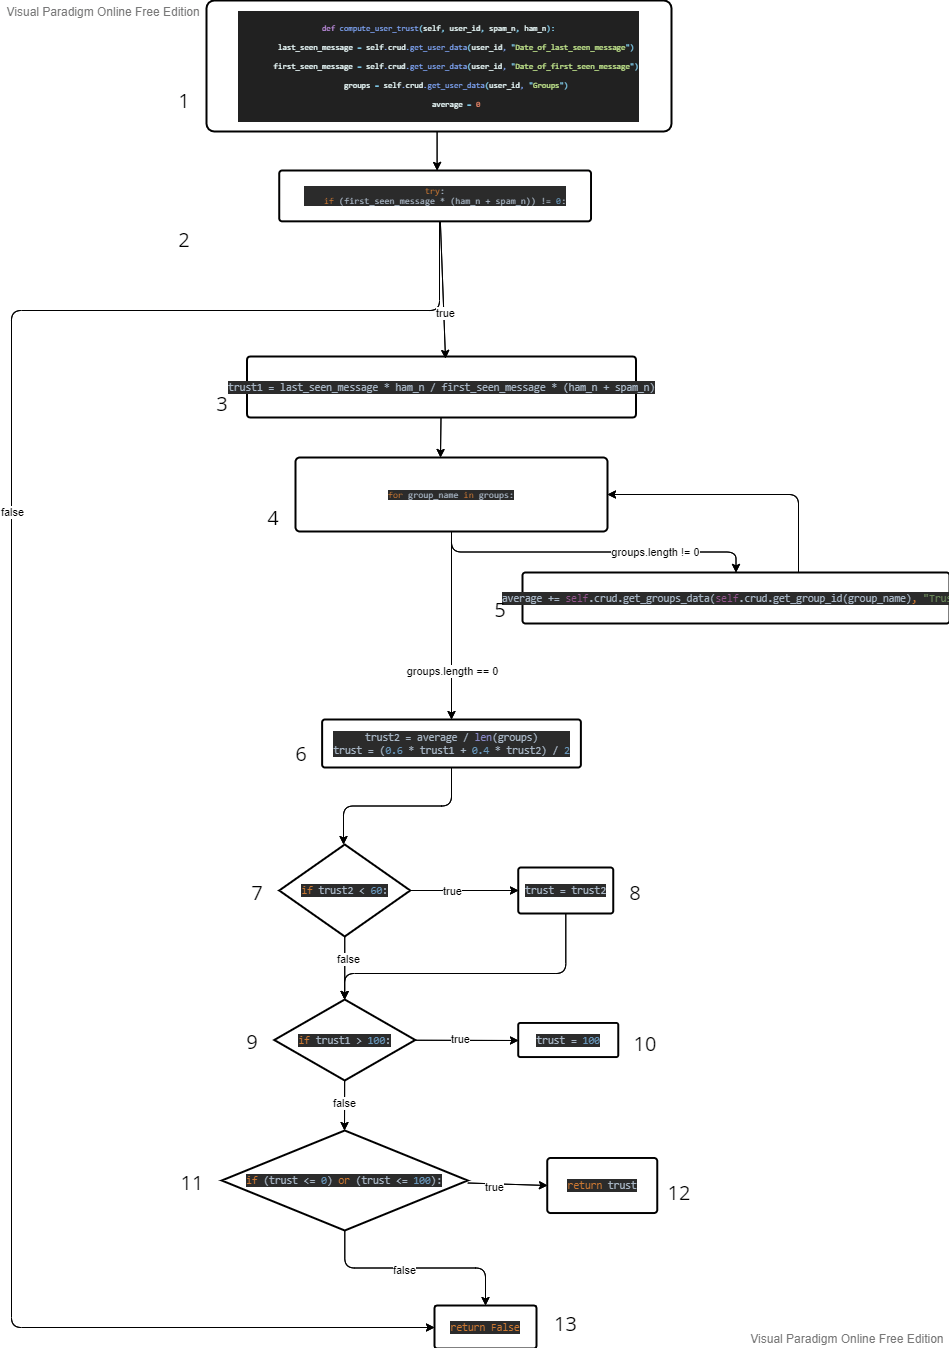 Visual Paradigm Online Free Edition
def compute_user_trust(self, user_id, spam_n, ham_n):
last_seen_message = self.crud.get_user_data(user_id, "Date_of_last_seen_message")
first_seen_message = self.crud.get_user_data(user_id, "Date_of_first_seen_message")
groups = self.crud.get_user_data(user_id, "Groups")
average = 0
1
try:
if (first_seen_message * (ham_n + spam_n)) != 0:
2
true
trust1 = last_seen_message * ham_n / first_seen_message * (ham_n + spam_n)
3
for group_name in groups:
4
false
groups.length != 0
average += self.crud.get_groups_data(self.crud.get_group_id(group_name), "Trus
5
groups.length == 0
trust2 = average / len(groups)
trust = (0.6 * trust1 + 0.4 * trust2) / 2
6
7
if trust2 < 60:
true
trust = trust2
8
false
9
if trust1 > 100:
true
trust = 100
10
false
11
if (trust <= 0) or (trust <= 100):
true
return trust
12
false
return False
13
Visual Paradigm Online Free Edition